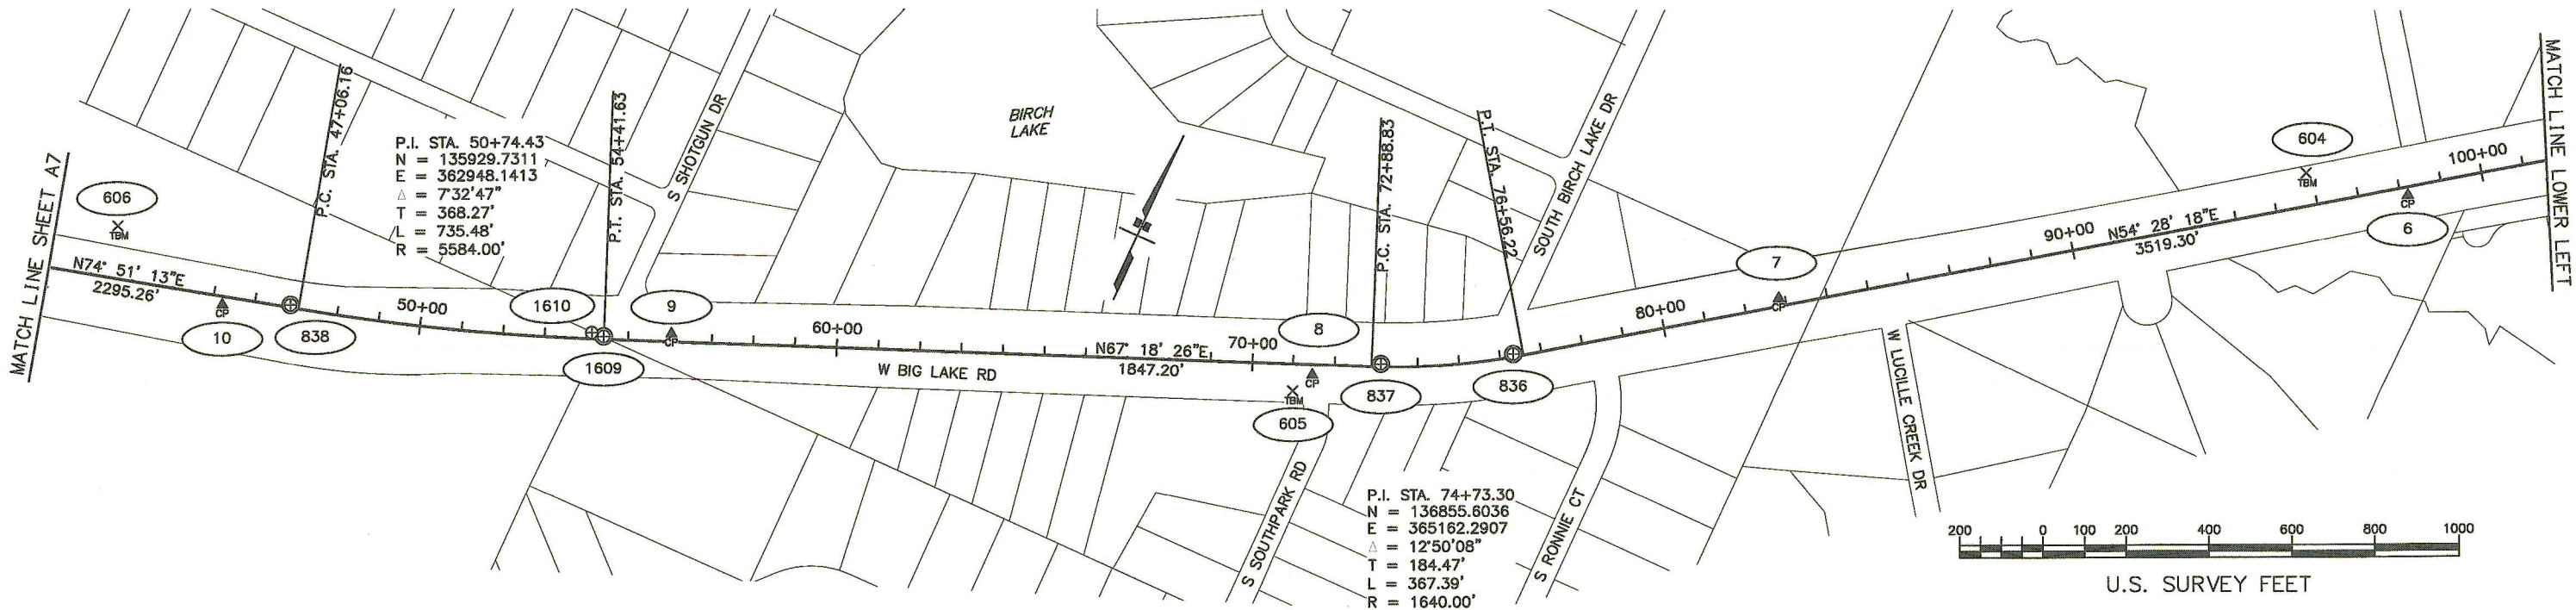 MATCH LINE SHEET A7
606
TBM
N74° 51' 13"E
2295.26'
CP
10
838
P.C. STA. 47+06.16
P.I. STA. 50+74.43
N = 135929.7311
E = 362948.1413
Δ = 7°32'47"
T = 368.27'
L = 735.48'
R = 5584.00'
50+00
1610
P.T. STA. 54+41.63
1609
S SHOTGUN DR
9
CP
60+00
BIRCH
LAKE
W BIG LAKE RD
N67° 18' 26"E
1847.20'
70+00
8
CP
TBM
605
P.C. STA. 72+88.83
837
P.T. STA. 76+56.22
836
SOUTH BIRCH LAKE DR
S SOUTHPARK RD
P.I. STA. 74+73.30
N = 136855.6036
E = 365162.2907
Δ = 12°50'08"
T = 184.47'
L = 367.39'
R = 1640.00'
S RONNIE CT
80+00
7
CP
W LUCILLE CREEK DR
90+00
N54° 28' 18"E
3519.30'
604
TBM
CP
6
100+00
MATCH LINE LOWER LEFT
200 0 100 200 400 600 800 1000
U.S. SURVEY FEET